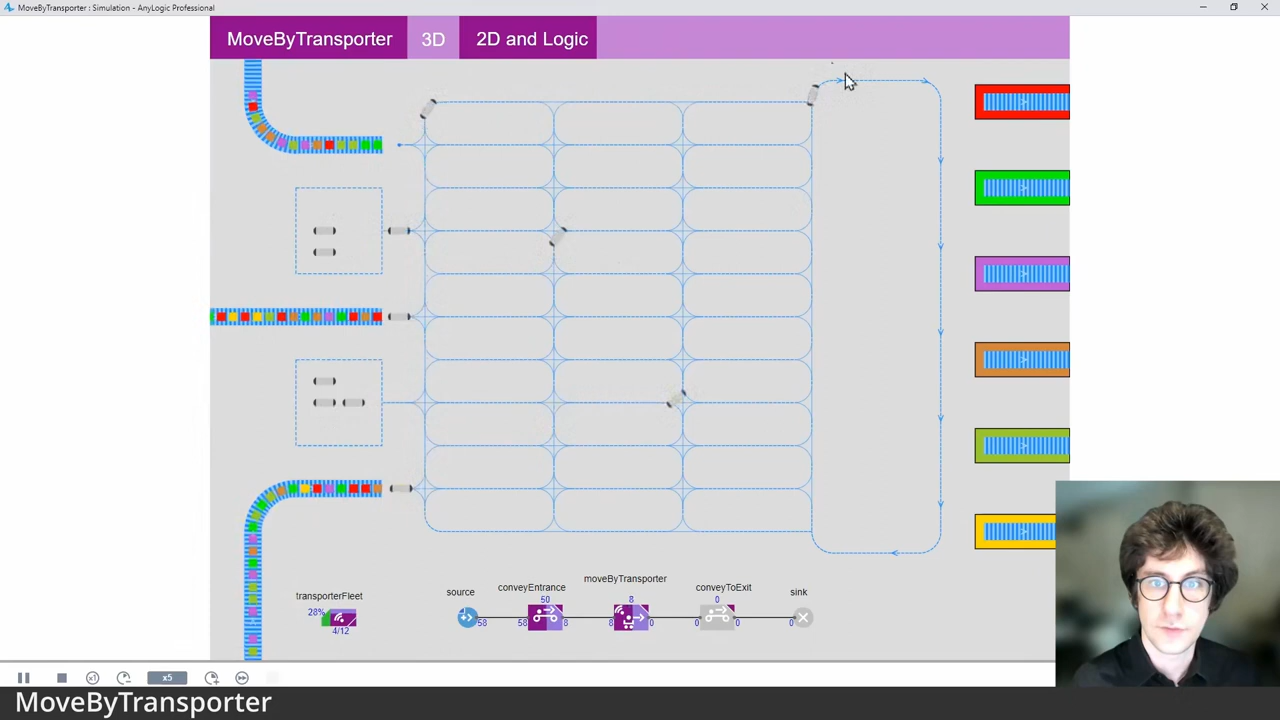 MoveByTransporter : Simulation - AnyLogic Professional
MoveByTransporter 3D 2D and Logic
moveByTransporter
source conveyEntrance conveyToExit sink
transporterFleet
50 8 0
28%
58 58 8 8 0 0 0 0
4/12
x1 x5
MoveByTransporter